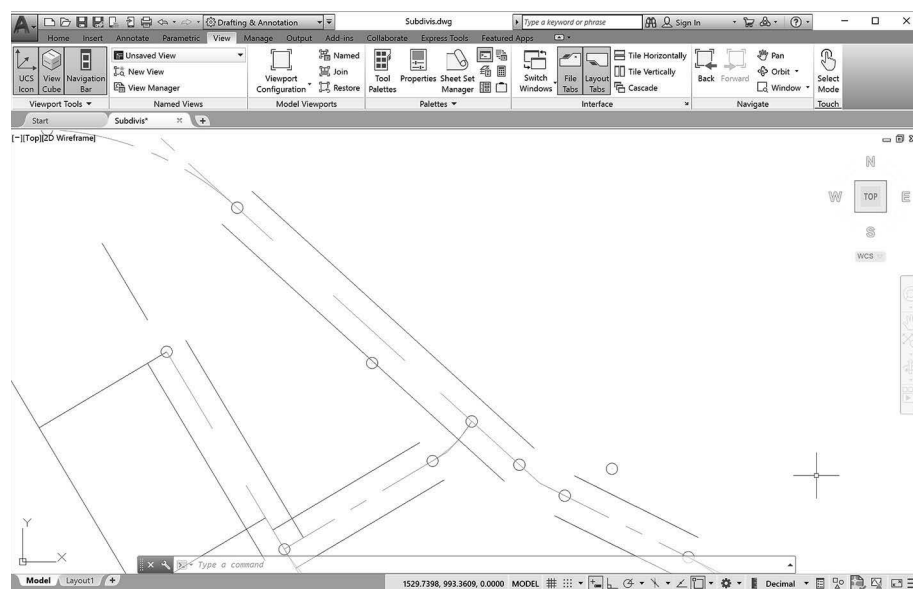 A
Drafting & Annotation
Subdivis.dwg
Type a keyword or phrase
Sign In
?
Home Insert Annotate Parametric View Manage Output Add-ins Collaborate Express Tools Featured Apps
UCS Icon
View Cube
Navigation Bar
Viewport Tools
Unsaved View
New View
View Manager
Named Views
Viewport Configuration
Named
Join
Restore
Model Viewports
Tool Palettes
Properties
Sheet Set Manager
Palettes
Switch Windows
File Tabs
Layout Tabs
Tile Horizontally
Tile Vertically
Cascade
Interface
Back
Forward
Pan
Orbit
Window
Navigate
Select Mode
Touch
Start
Subdivis*
[−][Top][2D Wireframe]
N
W TOP E
S
WCS
Y
X
Type a command
Model Layout1 +
1529.7398, 993.3609, 0.0000 MODEL Decimal